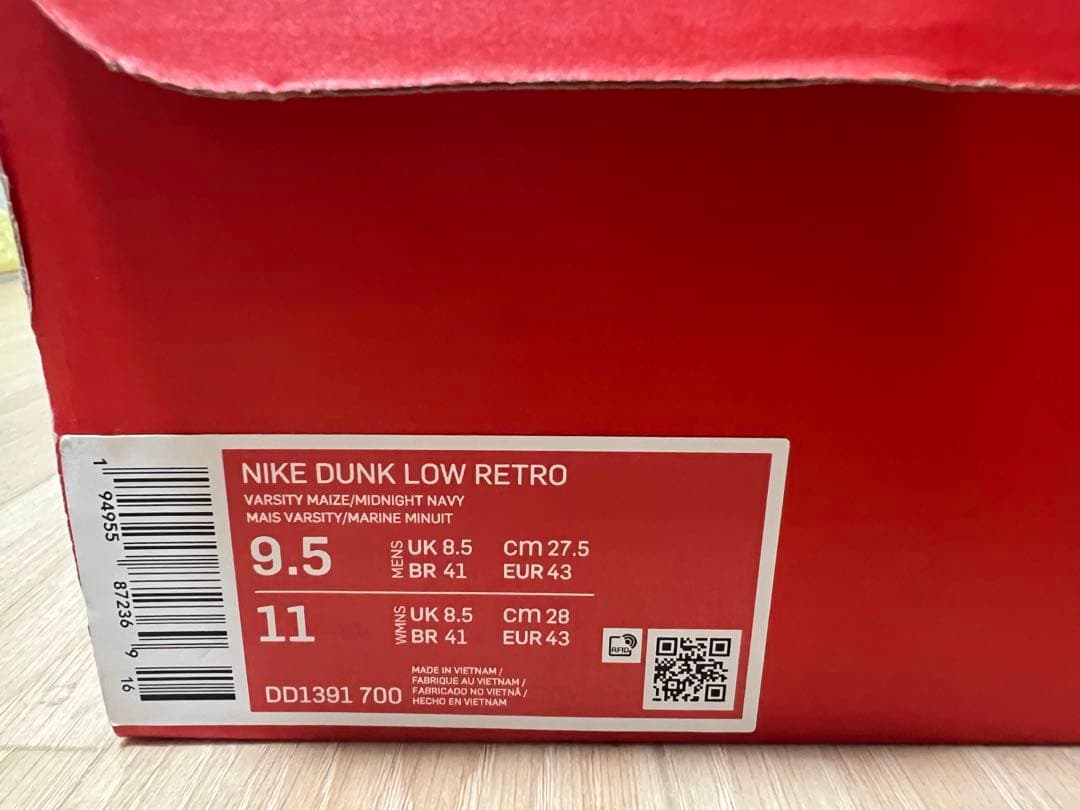 NIKE DUNK LOW RETRO
VARSITY MAIZE/MIDNIGHT NAVY
MAIS VARSITY/MARINE MINUIT
9.5 MENS UK 8.5 cm 27.5
BR 41 EUR 43
11 WMNS UK 8.5 cm 28
BR 41 EUR 43
RFID
MADE IN VIETNAM /
FABRIQUE AU VIETNAM /
FABRICADO NO VIETNÃ /
HECHO EN VIETNAM
DD1391 700
1 94955 87236 9 16